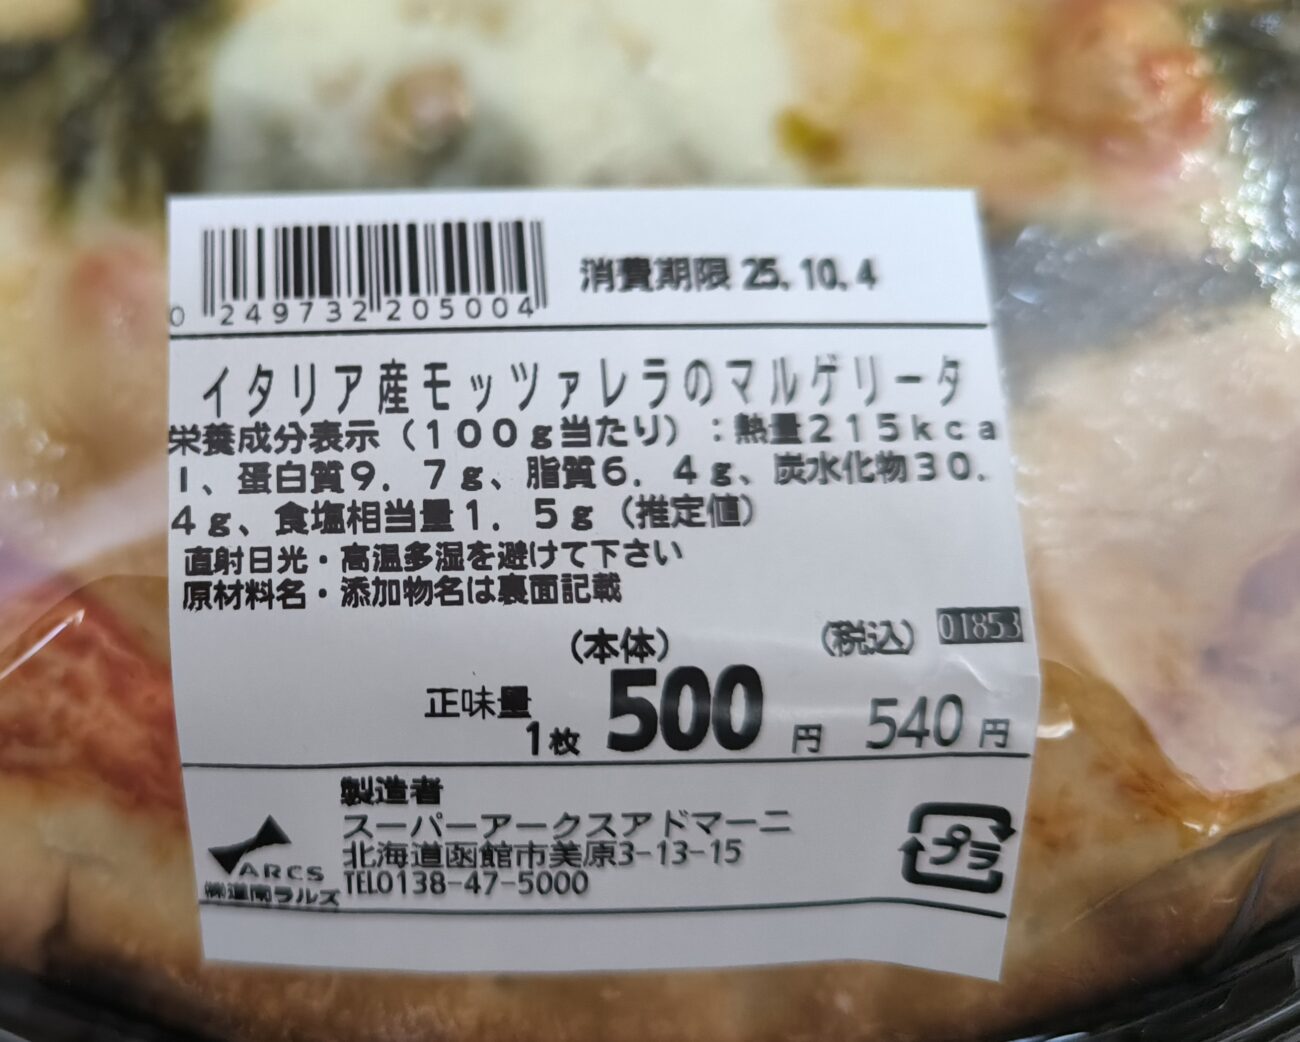 消費期限 25.10.4
0 249732 205004
イタリア産モッツァレラのマルゲリータ
栄養成分表示（１００ｇ当たり）：熱量２１５ｋｃａ
ｌ、蛋白質９．７ｇ、脂質６．４ｇ、炭水化物３０．
４ｇ、食塩相当量１．５ｇ（推定値）
直射日光・高温多湿を避けて下さい
原材料名・添加物名は裏面記載
(本体) (税込) 01853
正味量
1枚 500 円 540 円
製造者
スーパーアークスアドマーニ
北海道函館市美原3-13-15
TEL0138-47-5000
ARCS
㈱道南ラルズ
プラ